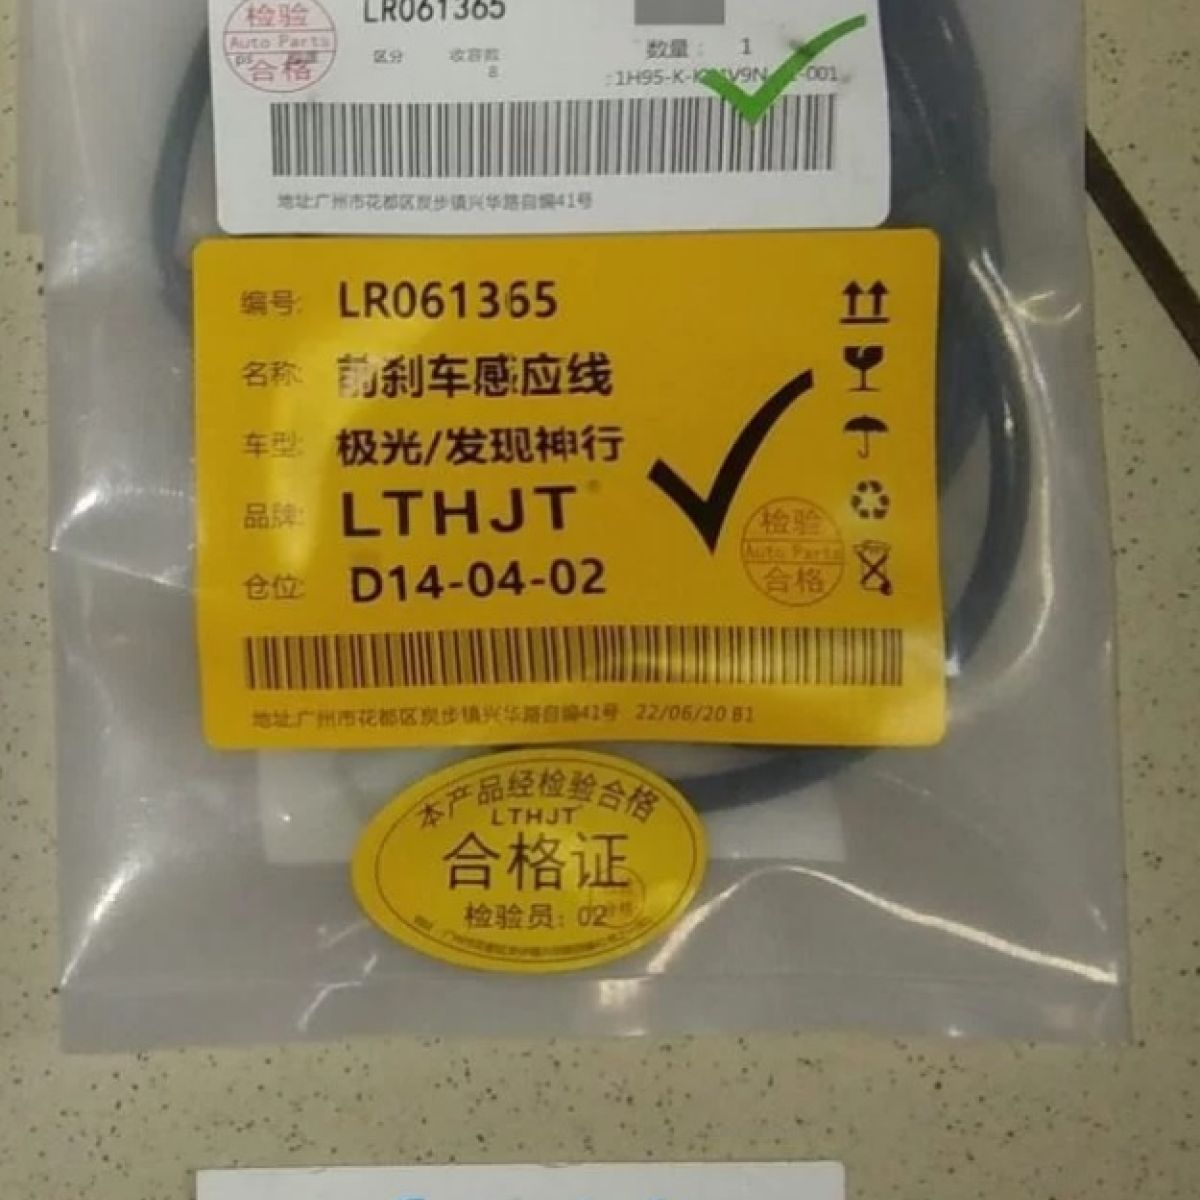 检验
Auto Parts
合格
LR061365
区分
收容数
8
数量: 1
地址:广州市花都区炭步镇兴华路自编41号
编号: LR061365
名称: 前刹车感应线
车型: 极光/发现神行
品牌: LTHJT
仓位: D14-04-02
检验
Auto Parts
合格
地址:广州市花都区炭步镇兴华路自编41号 22/06/20 B1
本产品经检验合格
LTHJT
合格证
检验员: 02